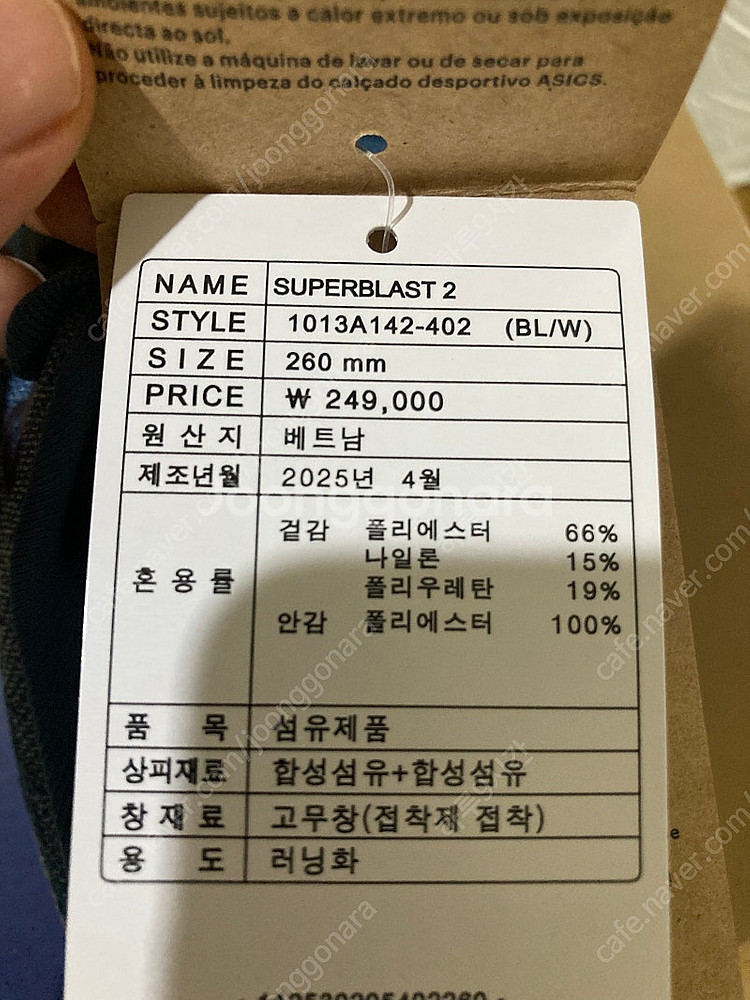 ambientes sujeitos a calor extremo ou sob exposição
directa ao sol.
Não utilize a máquina de lavar ou de secar para
proceder à limpeza do calçado desportivo ASICS.
NAME SUPERBLAST 2
STYLE 1013A142-402 (BL/W)
SIZE 260 mm
PRICE ₩ 249,000
원산지 베트남
제조년월 2025년 4월
혼용률
겉감 폴리에스터 66%
나일론 15%
폴리우레탄 19%
안감 폴리에스터 100%
품 목 섬유제품
상피재료 합성섬유+합성섬유
창재료 고무창(접착제 접착)
용 도 러닝화
Joonggonara
cafe.naver.com/joonggonara